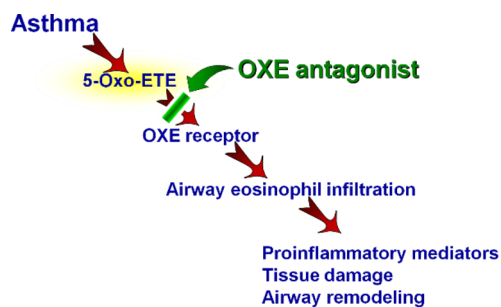 Asthma
5-Oxo-ETE
OXE antagonist
OXE receptor
Airway eosinophil infiltration
Proinflammatory mediators
Tissue damage
Airway remodeling